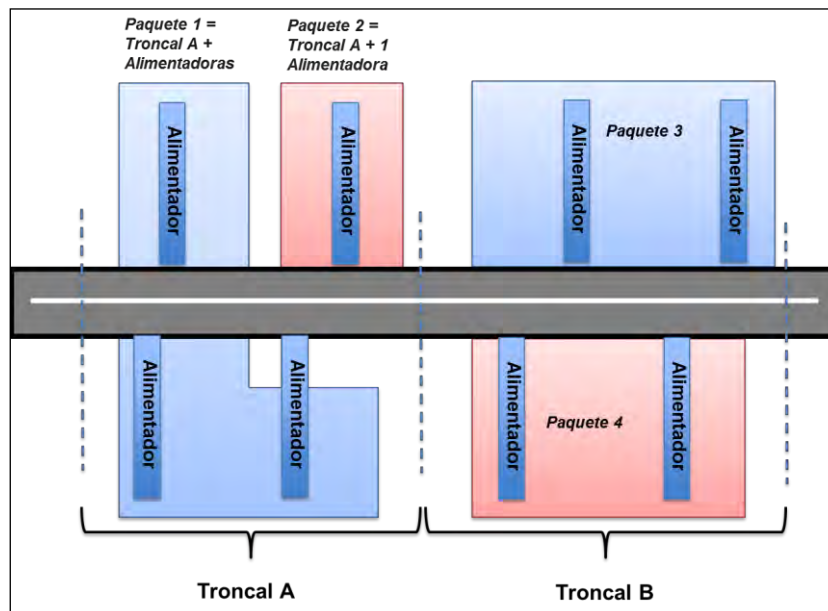 Paquete 1 =
Troncal A +
Alimentadoras
Paquete 2 =
Troncal A + 1
Alimentadora
Alimentador
Alimentador
Alimentador
Paquete 3
Alimentador
Alimentador
Alimentador
Alimentador
Paquete 4
Alimentador
Troncal A
Troncal B